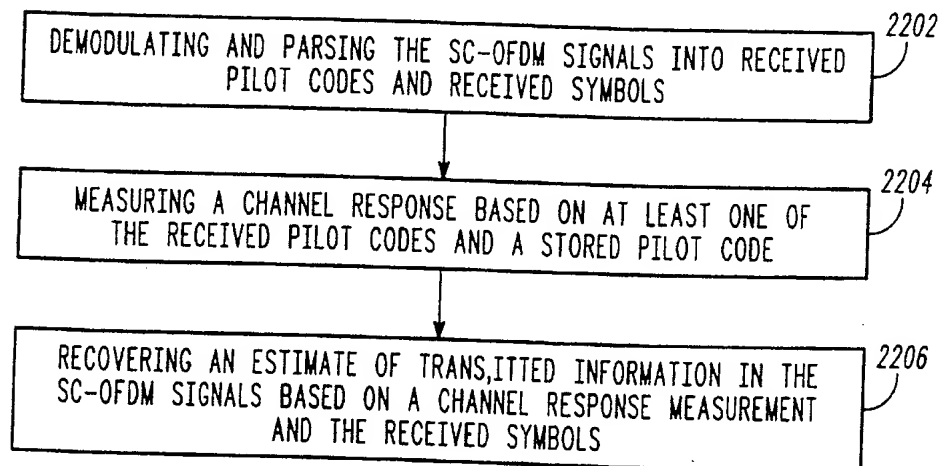 2202
DEMODULATING AND PARSING THE SC-OFDM SIGNALS INTO RECEIVED
PILOT CODES AND RECEIVED SYMBOLS
2204
MEASURING A CHANNEL RESPONSE BASED ON AT LEAST ONE OF
THE RECEIVED PILOT CODES AND A STORED PILOT CODE
2206
RECOVERING AN ESTIMATE OF TRANS,ITTED INFORMATION IN THE
SC-OFDM SIGNALS BASED ON A CHANNEL RESPONSE MEASUREMENT
AND THE RECEIVED SYMBOLS